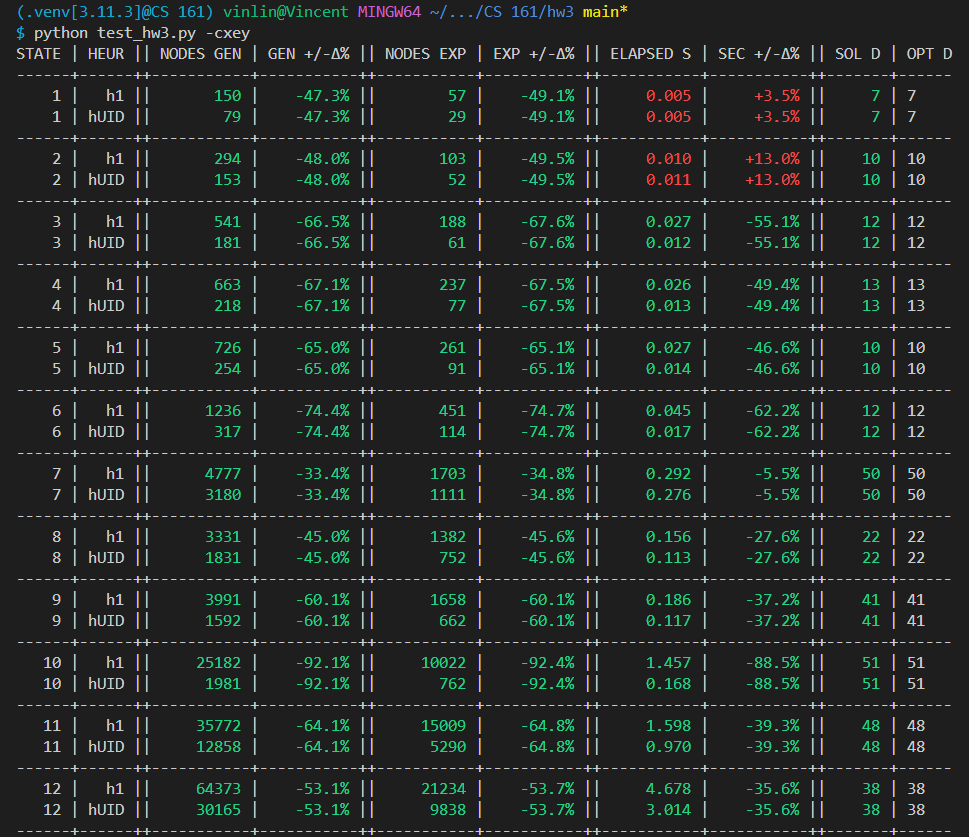 (.venv[3.11.3]@CS 161) vinlin@Vincent MINGW64 ~/.../CS 161/hw3 main*
$ python test_hw3.py -cxey
STATE | HEUR || NODES GEN | GEN +/-Δ% || NODES EXP | EXP +/-Δ% || ELAPSED S | SEC +/-Δ% || SOL D | OPT D
------+------++-----------+-----------++-----------+-----------++-----------+-----------++-------+------
1 | h1 || 150 | -47.3% || 57 | -49.1% || 0.005 | +3.5% || 7 | 7
1 | hUID || 79 | -47.3% || 29 | -49.1% || 0.005 | +3.5% || 7 | 7
------+------++-----------+-----------++-----------+-----------++-----------+-----------++-------+------
2 | h1 || 294 | -48.0% || 103 | -49.5% || 0.010 | +13.0% || 10 | 10
2 | hUID || 153 | -48.0% || 52 | -49.5% || 0.011 | +13.0% || 10 | 10
------+------++-----------+-----------++-----------+-----------++-----------+-----------++-------+------
3 | h1 || 541 | -66.5% || 188 | -67.6% || 0.027 | -55.1% || 12 | 12
3 | hUID || 181 | -66.5% || 61 | -67.6% || 0.012 | -55.1% || 12 | 12
------+------++-----------+-----------++-----------+-----------++-----------+-----------++-------+------
4 | h1 || 663 | -67.1% || 237 | -67.5% || 0.026 | -49.4% || 13 | 13
4 | hUID || 218 | -67.1% || 77 | -67.5% || 0.013 | -49.4% || 13 | 13
------+------++-----------+-----------++-----------+-----------++-----------+-----------++-------+------
5 | h1 || 726 | -65.0% || 261 | -65.1% || 0.027 | -46.6% || 10 | 10
5 | hUID || 254 | -65.0% || 91 | -65.1% || 0.014 | -46.6% || 10 | 10
------+------++-----------+-----------++-----------+-----------++-----------+-----------++-------+------
6 | h1 || 1236 | -74.4% || 451 | -74.7% || 0.045 | -62.2% || 12 | 12
6 | hUID || 317 | -74.4% || 114 | -74.7% || 0.017 | -62.2% || 12 | 12
------+------++-----------+-----------++-----------+-----------++-----------+-----------++-------+------
7 | h1 || 4777 | -33.4% || 1703 | -34.8% || 0.292 | -5.5% || 50 | 50
7 | hUID || 3180 | -33.4% || 1111 | -34.8% || 0.276 | -5.5% || 50 | 50
------+------++-----------+-----------++-----------+-----------++-----------+-----------++-------+------
8 | h1 || 3331 | -45.0% || 1382 | -45.6% || 0.156 | -27.6% || 22 | 22
8 | hUID || 1831 | -45.0% || 752 | -45.6% || 0.113 | -27.6% || 22 | 22
------+------++-----------+-----------++-----------+-----------++-----------+-----------++-------+------
9 | h1 || 3991 | -60.1% || 1658 | -60.1% || 0.186 | -37.2% || 41 | 41
9 | hUID || 1592 | -60.1% || 662 | -60.1% || 0.117 | -37.2% || 41 | 41
------+------++-----------+-----------++-----------+-----------++-----------+-----------++-------+------
10 | h1 || 25182 | -92.1% || 10022 | -92.4% || 1.457 | -88.5% || 51 | 51
10 | hUID || 1981 | -92.1% || 762 | -92.4% || 0.168 | -88.5% || 51 | 51
------+------++-----------+-----------++-----------+-----------++-----------+-----------++-------+------
11 | h1 || 35772 | -64.1% || 15009 | -64.8% || 1.598 | -39.3% || 48 | 48
11 | hUID || 12858 | -64.1% || 5290 | -64.8% || 0.970 | -39.3% || 48 | 48
------+------++-----------+-----------++-----------+-----------++-----------+-----------++-------+------
12 | h1 || 64373 | -53.1% || 21234 | -53.7% || 4.678 | -35.6% || 38 | 38
12 | hUID || 30165 | -53.1% || 9838 | -53.7% || 3.014 | -35.6% || 38 | 38
------+------++-----------+-----------++-----------+-----------++-----------+-----------++-------+------